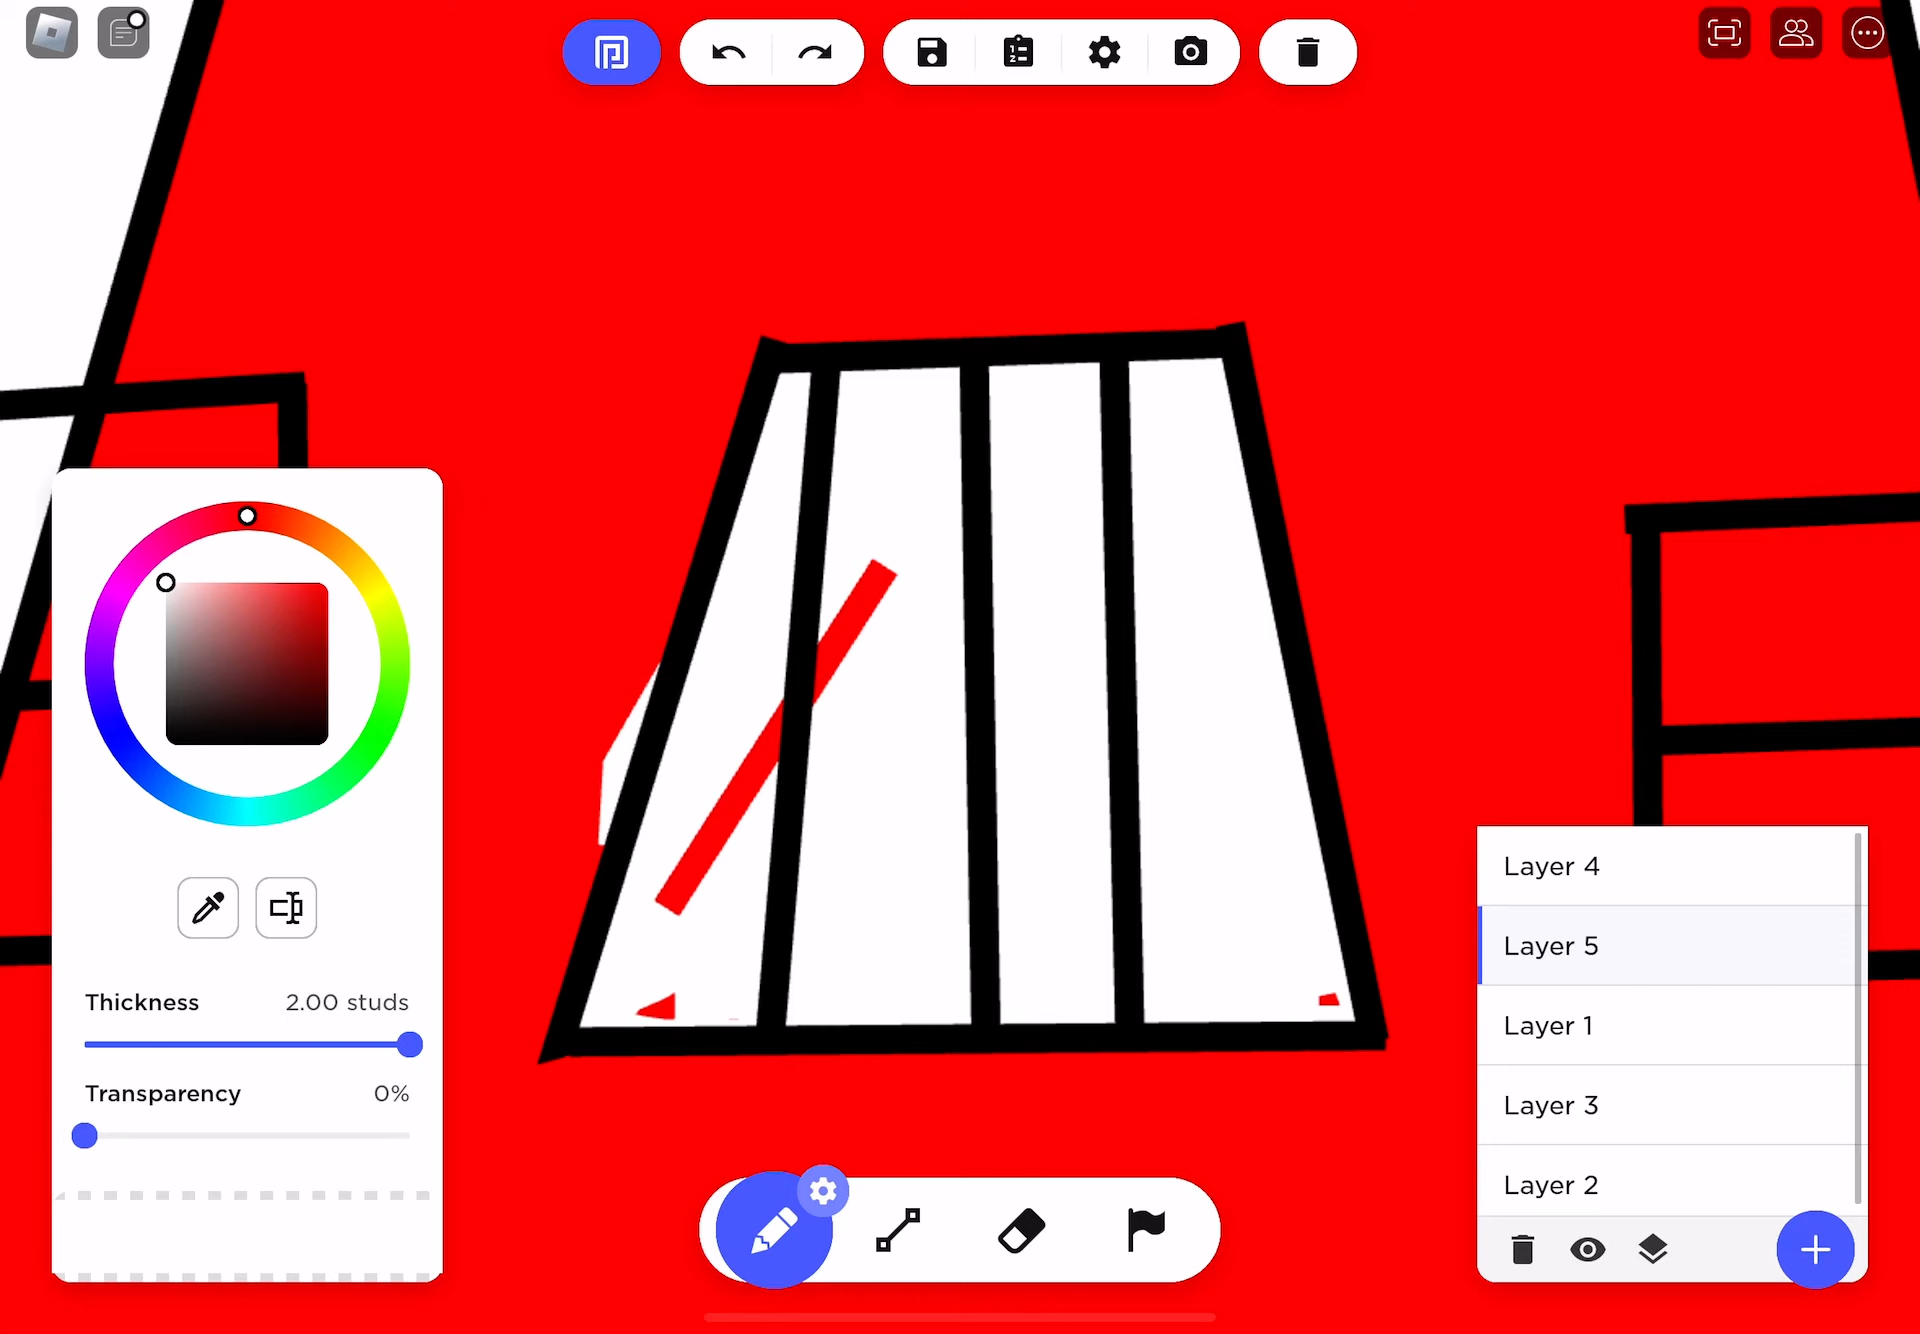 Thickness 2.00 studs
Transparency 0%
Layer 4
Layer 5
Layer 1
Layer 3
Layer 2